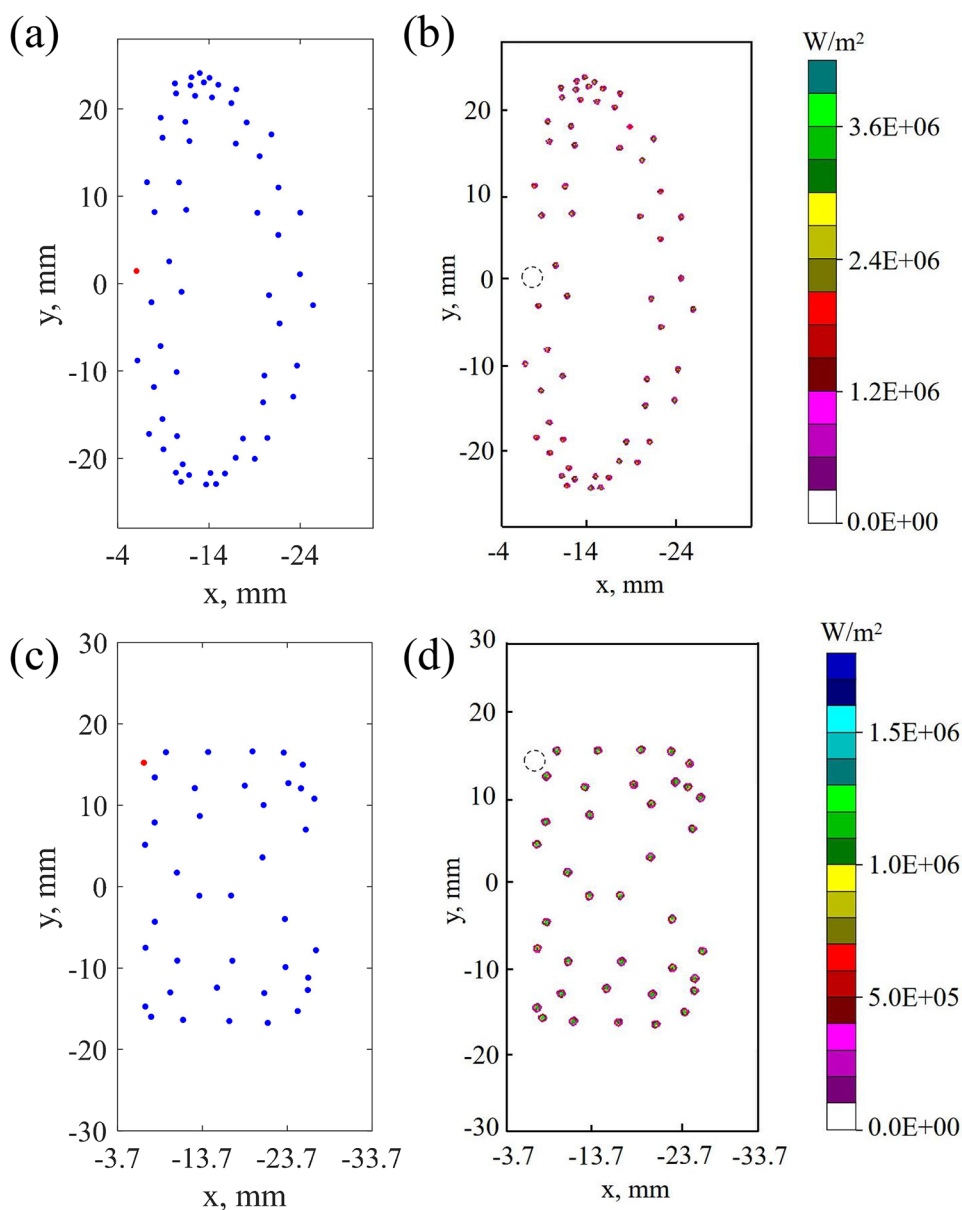 (a)
20
10
0
-10
-20
y, mm
-4 -14 -24
x, mm
(b)
20
10
0
-10
-20
y, mm
-4 -14 -24
x, mm
W/m²
3.6E+06
2.4E+06
1.2E+06
0.0E+00
(c)
30
20
10
0
-10
-20
-30
y, mm
-3.7 -13.7 -23.7 -33.7
x, mm
(d)
30
20
10
0
-10
-20
-30
y, mm
-3.7 -13.7 -23.7 -33.7
x, mm
W/m²
1.5E+06
1.0E+06
5.0E+05
0.0E+00